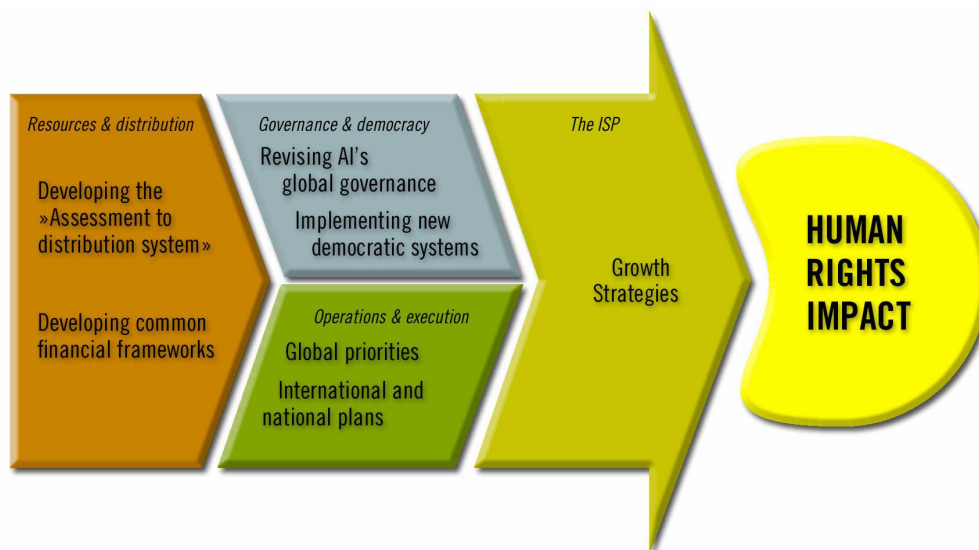 Resources & distribution
Developing the
»Assessment to
distribution system»
Developing common
financial frameworks
Governance & democracy
Revising AI's
global governance
Implementing new
democratic systems
Operations & execution
Global priorities
International and
national plans
The ISP
Growth
Strategies
HUMAN
RIGHTS
IMPACT